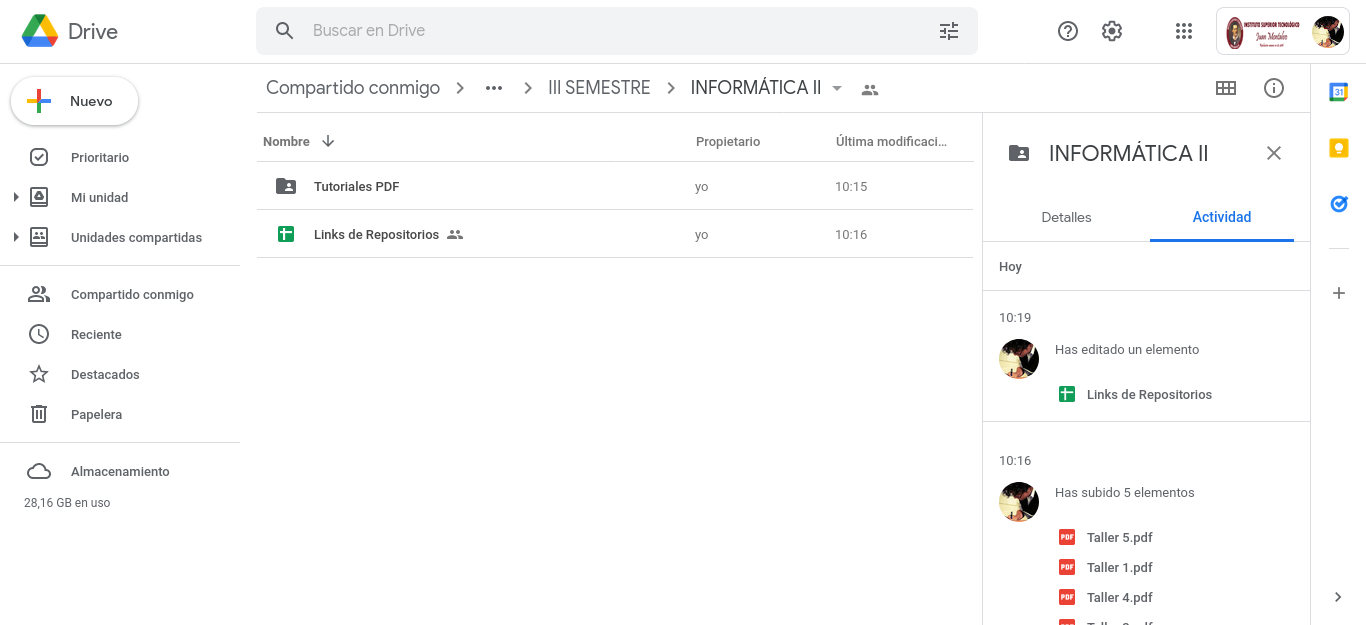 Drive
Buscar en Drive
INSTITUTO SUPERIOR TECNOLÓGICO
Juan Montalvo
Nuevo
Compartido conmigo
III SEMESTRE
INFORMÁTICA II
31
Prioritario
Mi unidad
Unidades compartidas
Compartido conmigo
Reciente
Destacados
Papelera
Almacenamiento
28,16 GB en uso
Nombre Propietario Última modificaci...
Tutoriales PDF yo 10:15
Links de Repositorios yo 10:16
INFORMÁTICA II
Detalles Actividad
Hoy
10:19
Has editado un elemento
Links de Repositorios
10:16
Has subido 5 elementos
PDF Taller 5.pdf
PDF Taller 1.pdf
PDF Taller 4.pdf